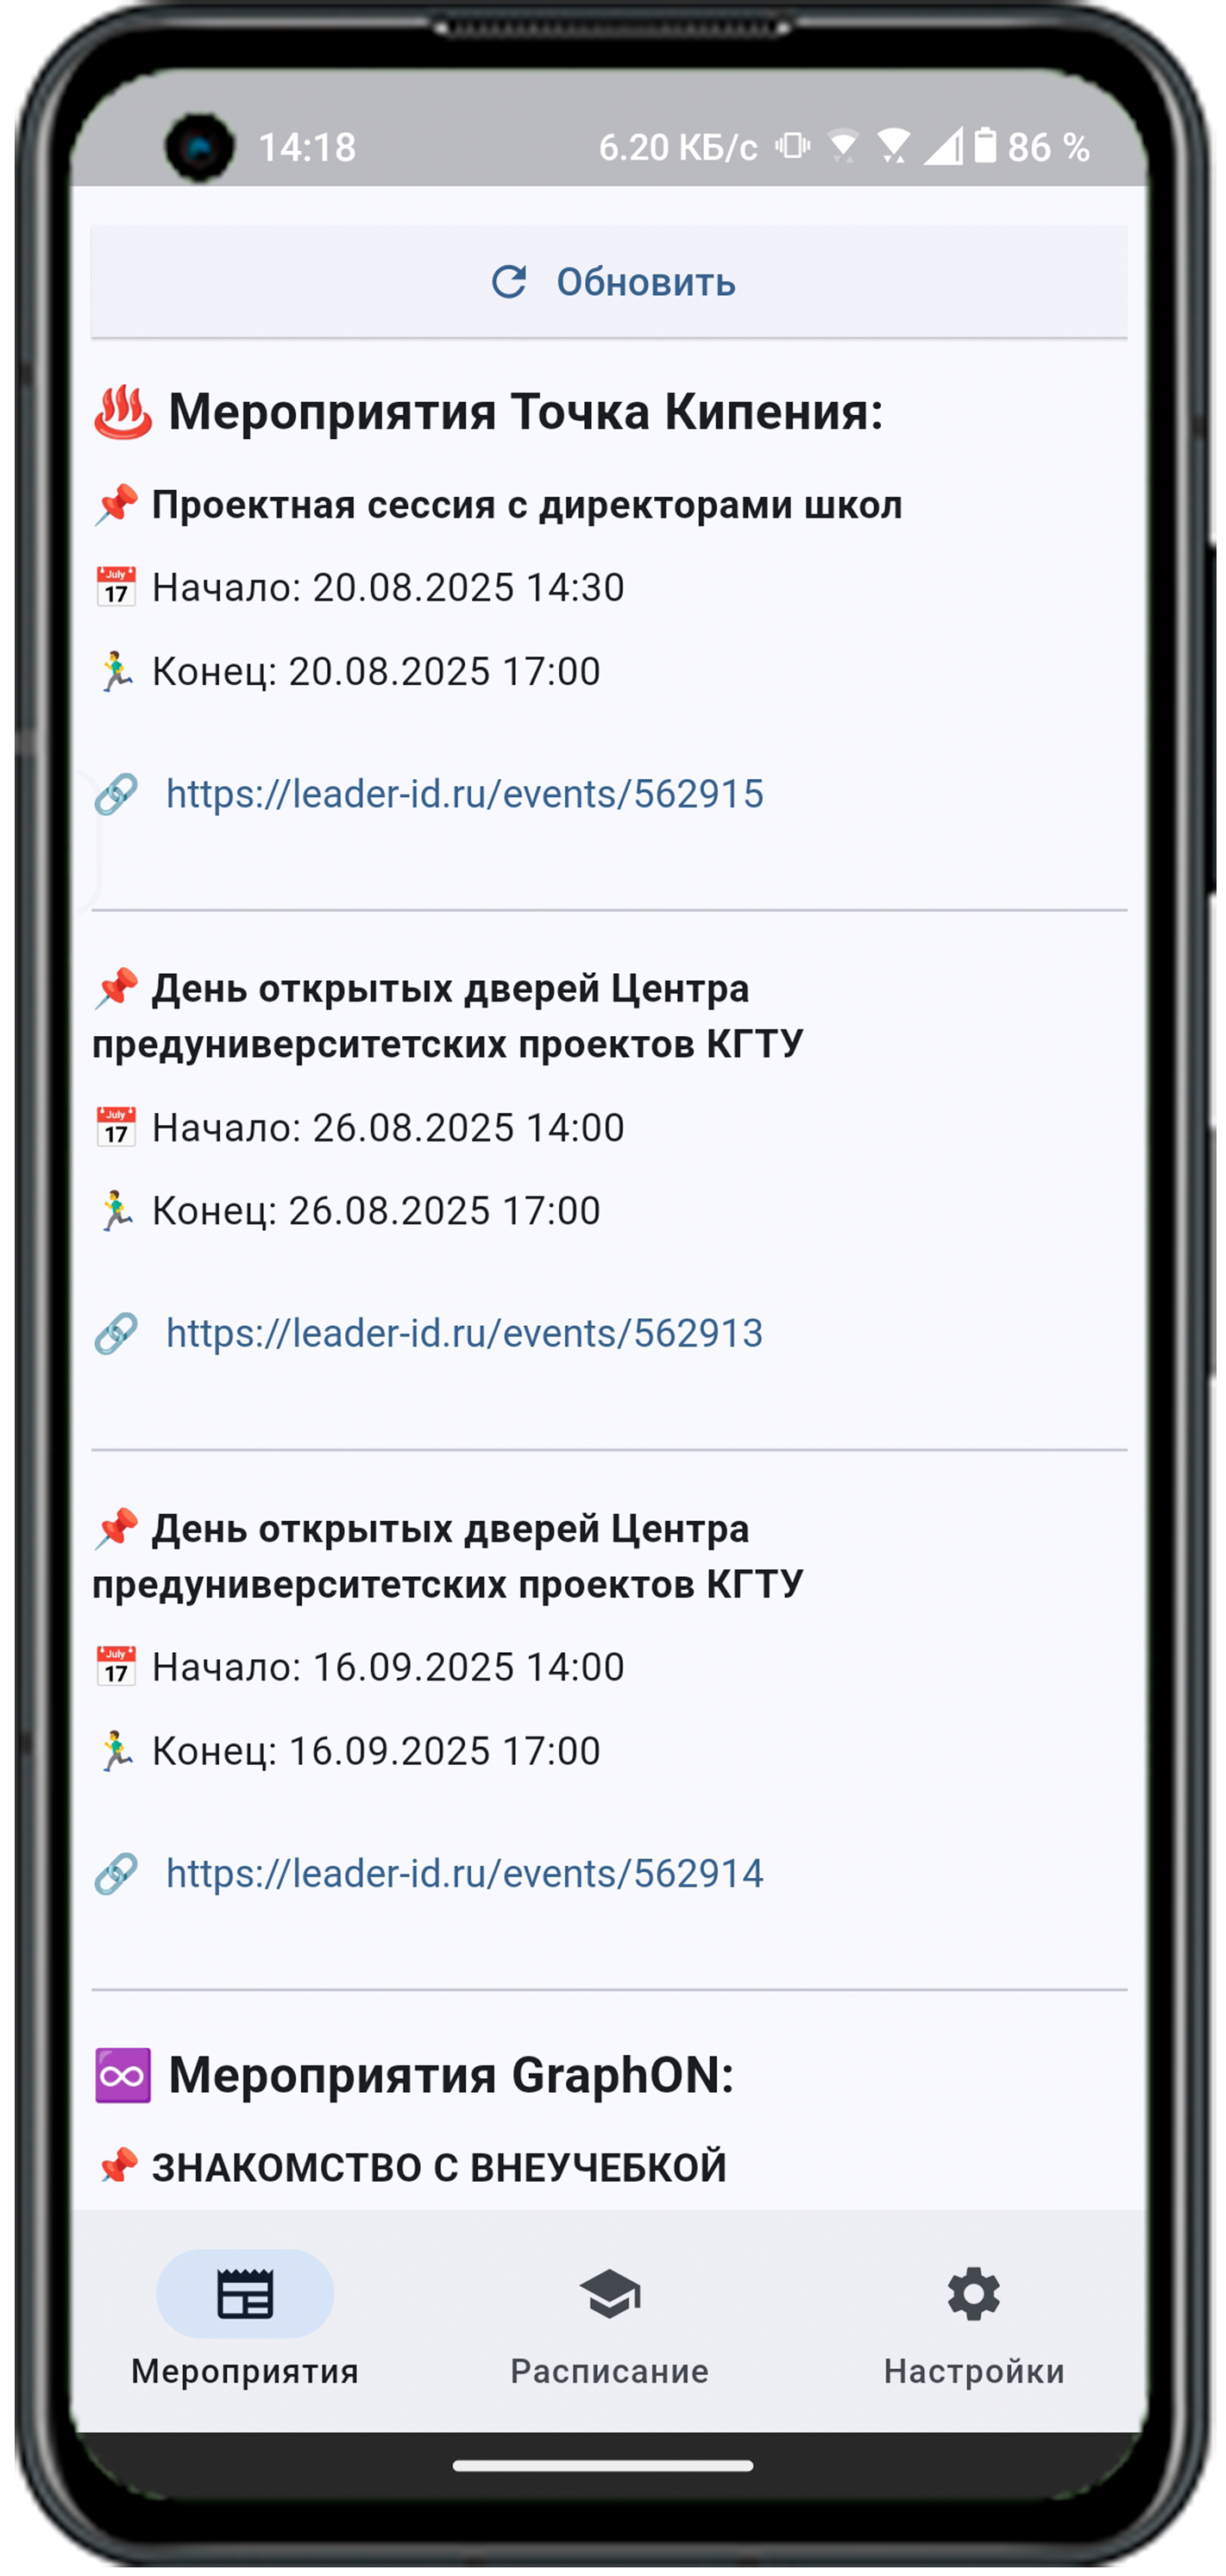 14:18 6.20 КБ/с 86 %
Обновить
♨️ Мероприятия Точка Кипения:
📌 Проектная сессия с директорами школ
📅 Начало: 20.08.2025 14:30
🏃‍♂️ Конец: 20.08.2025 17:00
🔗 https://leader-id.ru/events/562915
📌 День открытых дверей Центра
предуниверситетских проектов КГТУ
📅 Начало: 26.08.2025 14:00
🏃‍♂️ Конец: 26.08.2025 17:00
🔗 https://leader-id.ru/events/562913
📌 День открытых дверей Центра
предуниверситетских проектов КГТУ
📅 Начало: 16.09.2025 14:00
🏃‍♂️ Конец: 16.09.2025 17:00
🔗 https://leader-id.ru/events/562914
♾️ Мероприятия GraphON:
📌 ЗНАКОМСТВО С ВНЕУЧЕБКОЙ
Мероприятия Расписание Настройки